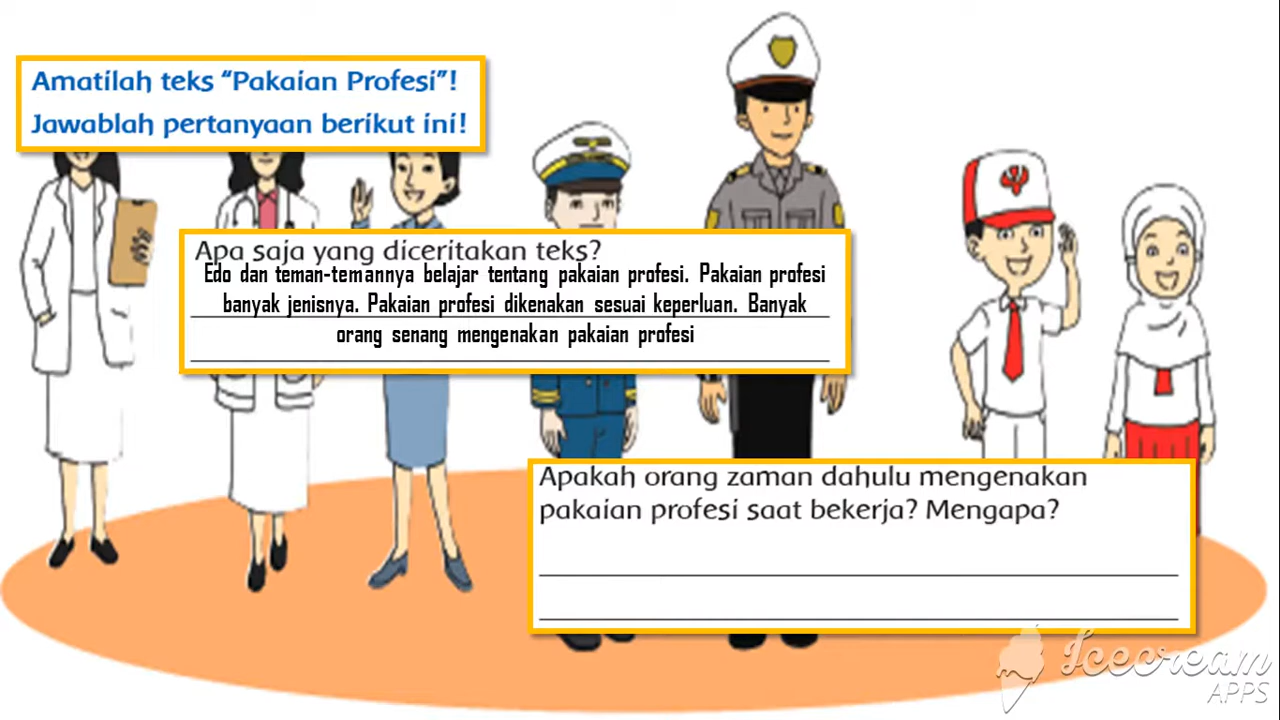 Amatilah teks “Pakaian Profesi”!
Jawablah pertanyaan berikut ini!
Apa saja yang diceritakan teks?
Edo dan teman-temannya belajar tentang pakaian profesi. Pakaian profesi
banyak jenisnya. Pakaian profesi dikenakan sesuai keperluan. Banyak
orang senang mengenakan pakaian profesi
Apakah orang zaman dahulu mengenakan
pakaian profesi saat bekerja? Mengapa?
Icecream
APPS